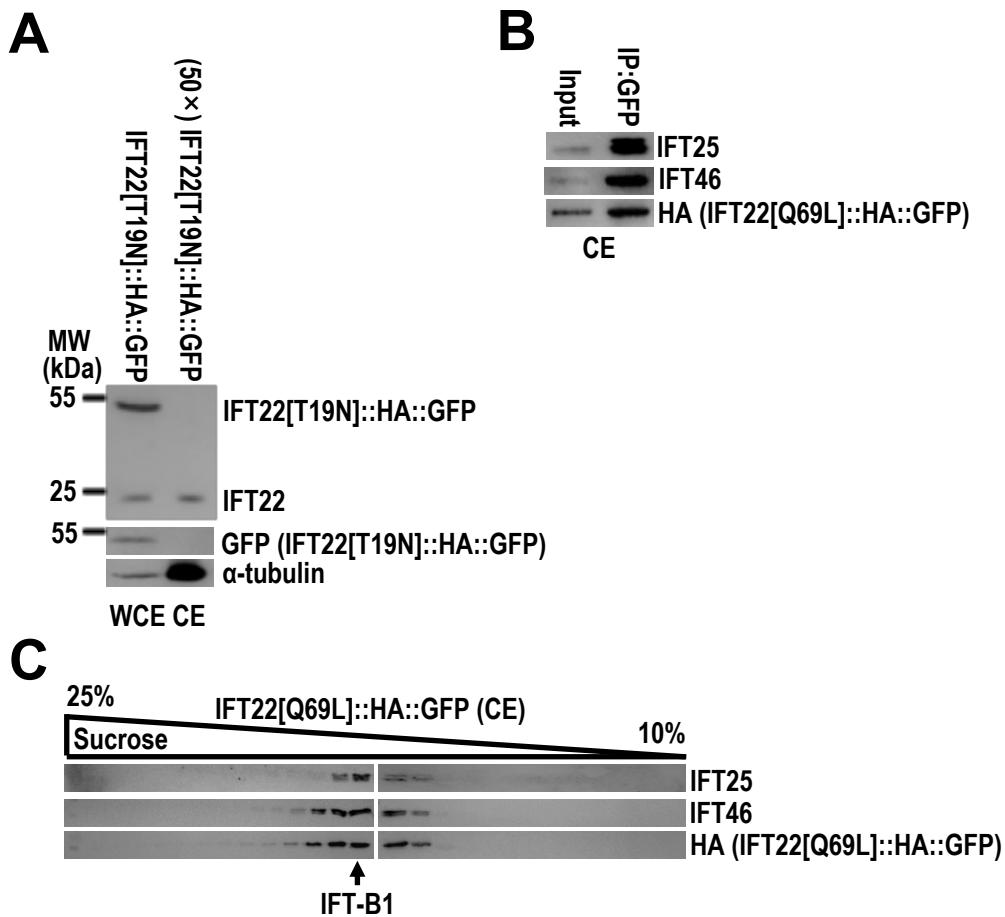 A
B
IFT22[T19N]::HA::GFP
(50×) IFT22[T19N]::HA::GFP
Input
IP:GFP
IFT25
IFT46
HA (IFT22[Q69L]::HA::GFP)
CE
MW
(kDa)
55
IFT22[T19N]::HA::GFP
25
IFT22
55
GFP (IFT22[T19N]::HA::GFP)
α-tubulin
WCE CE
C
25%
IFT22[Q69L]::HA::GFP (CE)
10%
Sucrose
IFT25
IFT46
HA (IFT22[Q69L]::HA::GFP)
IFT-B1